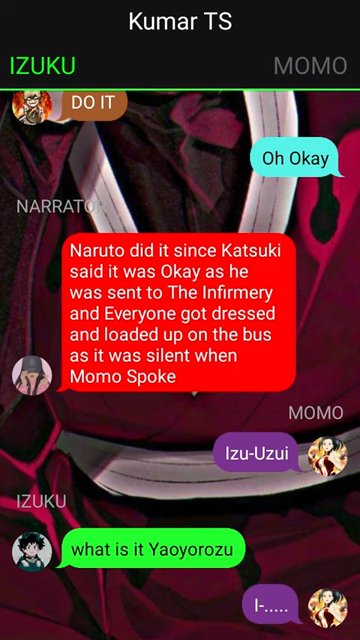 Kumar TS
IZUKU
MOMO
DO IT
Oh Okay
NARRATO
Naruto did it since Katsuki
said it was Okay as he
was sent to The Infirmery
and Everyone got dressed
and loaded up on the bus
as it was silent when
Momo Spoke
MOMO
Izu-Uzui
IZUKU
what is it Yaoyorozu
I-.....